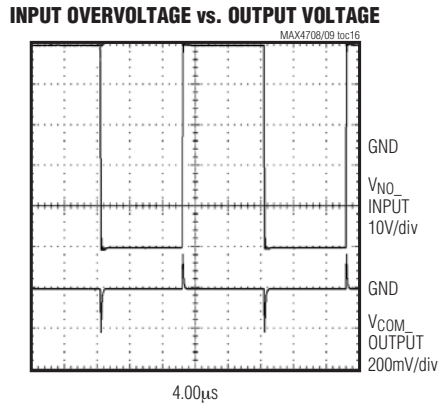 INPUT OVERVOLTAGE vs. OUTPUT VOLTAGE
MAX4708/09 toc16
GND
VNO_
INPUT
10V/div
GND
VCOM_
OUTPUT
200mV/div
4.00µs